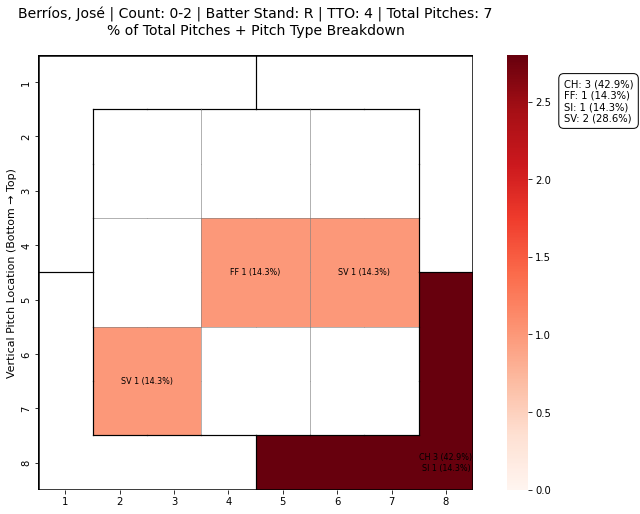 Berríos, José | Count: 0-2 | Batter Stand: R | TTO: 4 | Total Pitches: 7
% of Total Pitches + Pitch Type Breakdown
CH: 3 (42.9%)
FF: 1 (14.3%)
SI: 1 (14.3%)
SV: 2 (28.6%)
Vertical Pitch Location (Bottom → Top)
1
2
3
4
5
6
7
8
FF 1 (14.3%)
SV 1 (14.3%)
SV 1 (14.3%)
CH 3 (42.9%)
SI 1 (14.3%)
1 2 3 4 5 6 7 8
2.5
2.0
1.5
1.0
0.5
0.0